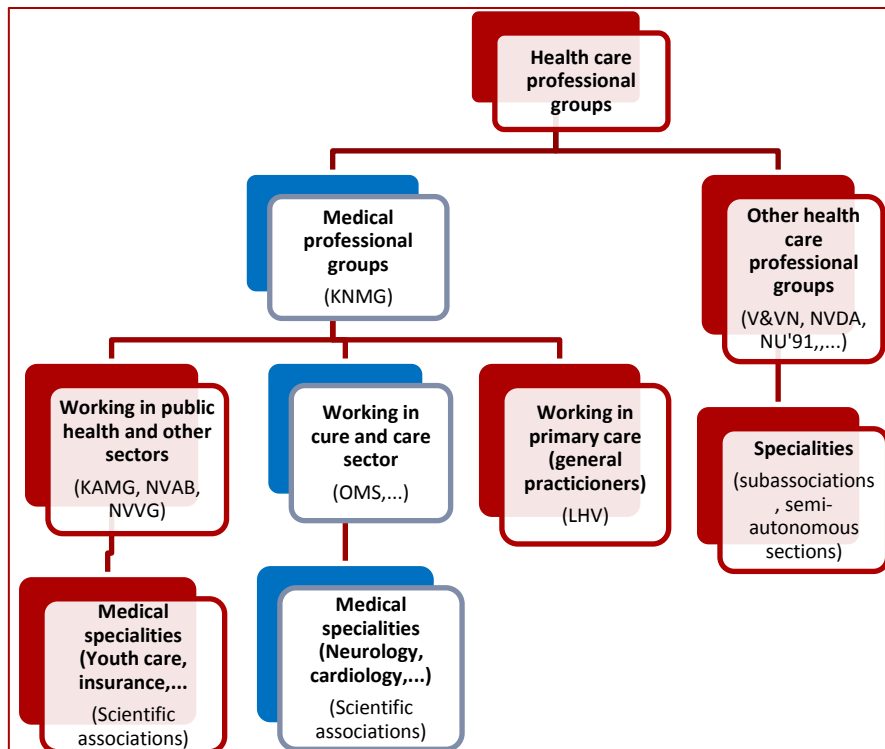 Health care
professional
groups
Medical
professional
groups
(KNMG)
Other health
care
professional
groups
(V&VN, NVDA,
NU'91,,...)
Working in public
health and other
sectors
(KAMG, NVAB,
NVVG)
Working in
cure and care
sector
(OMS,...)
Working in
primary care
(general
practicioners)
(LHV)
Specialities
(subassociations
, semi-
autonomous
sections)
Medical
specialities
(Youth care,
insurance,...
(Scientific
associations)
Medical
specialities
(Neurology,
cardiology,...)
(Scientific
associations)